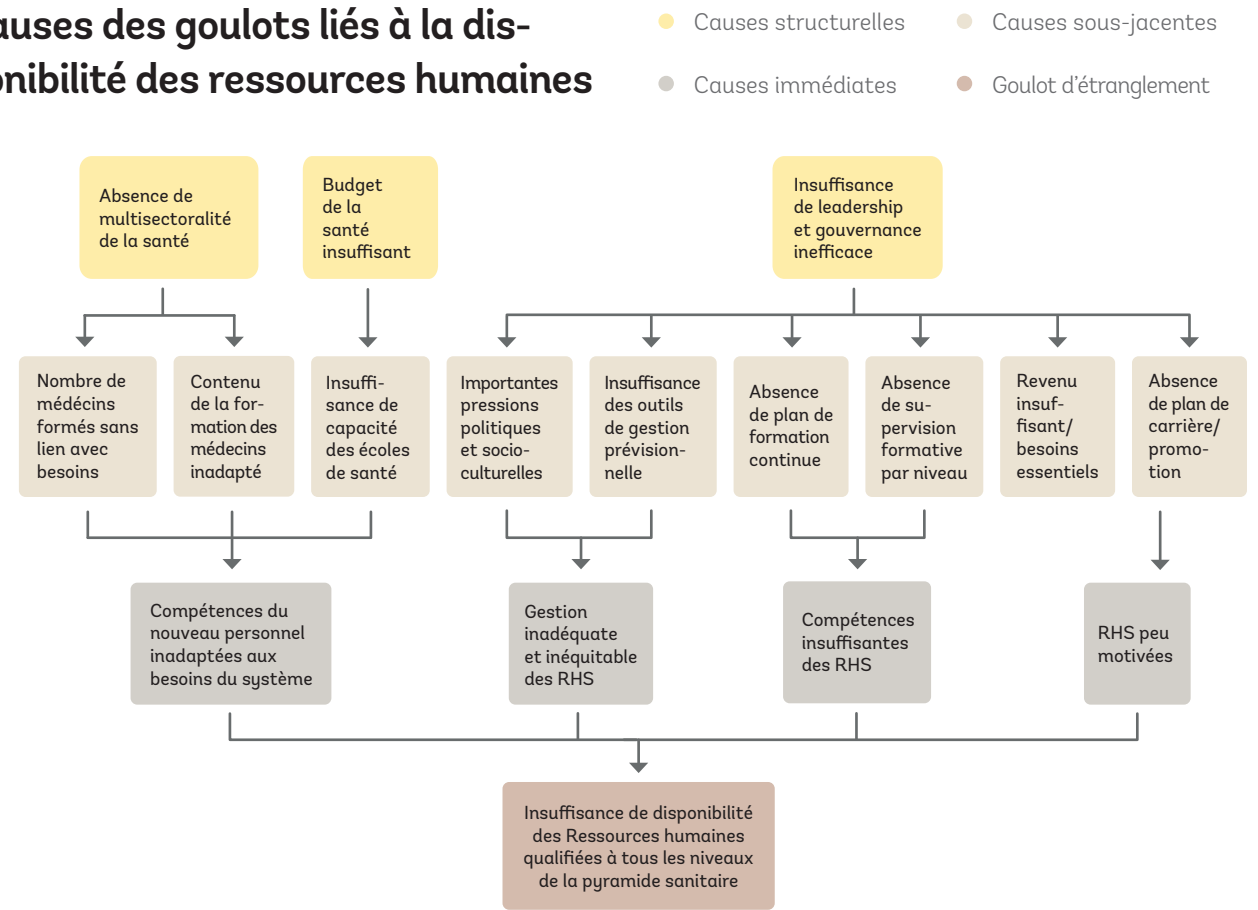 auses des goulots liés à la dis-
onibilité des ressources humaines
Causes structurelles
Causes sous-jacentes
Causes immédiates
Goulot d'étranglement
Absence de
multisectoralité
de la santé
Budget
de la
santé
insuffisant
Insuffisance
de leadership
et gouvernance
inefficace
Nombre de
médécins
formés sans
lien avec
besoins
Contenu
de la for-
mation des
médecins
inadapté
Insuffi-
sance de
capacité
des écoles
de santé
Importantes
pressions
politiques
et socio-
culturelles
Insuffisance
des outils
de gestion
prévision-
nelle
Absence
de plan de
formation
continue
Absence
de su-
pervision
formative
par niveau
Revenu
insuf-
fisant/
besoins
essentiels
Absence
de plan de
carrière/
promo-
tion
Compétences du
nouveau personnel
inadaptées aux
besoins du système
Gestion
inadéquate
et inéquitable
des RHS
Compétences
insuffisantes
des RHS
RHS peu
motivées
Insuffisance de disponibilité
des Ressources humaines
qualifiées à tous les niveaux
de la pyramide sanitaire